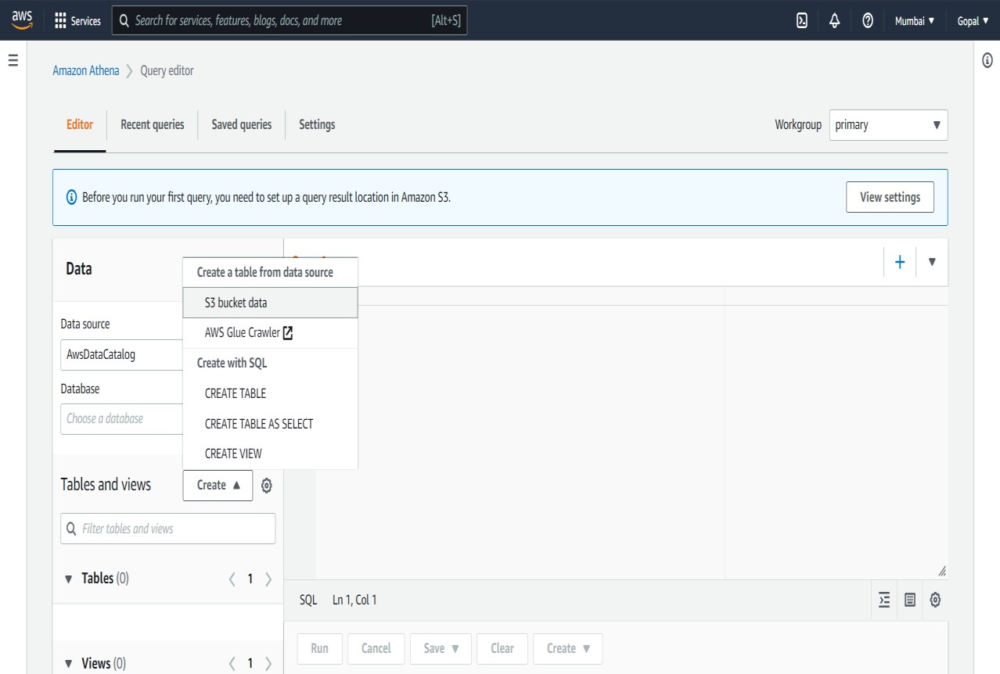 aws Services Search for services, features, blogs, docs, and more [Alt+S] Mumbai ▼ Gopal ▼
Amazon Athena > Query editor
Editor Recent queries Saved queries Settings Workgroup primary
Before you run your first query, you need to set up a query result location in Amazon S3. View settings
Data
Create a table from data source
S3 bucket data
Data source
AwsDataCatalog
AWS Glue Crawler
Create with SQL
Database
Choose a database
CREATE TABLE
CREATE TABLE AS SELECT
CREATE VIEW
Tables and views Create ▲
Filter tables and views
▼ Tables (0) < 1 >
SQL Ln 1, Col 1
Run Cancel Save ▼ Clear Create ▼
▼ Views (0) < 1 >